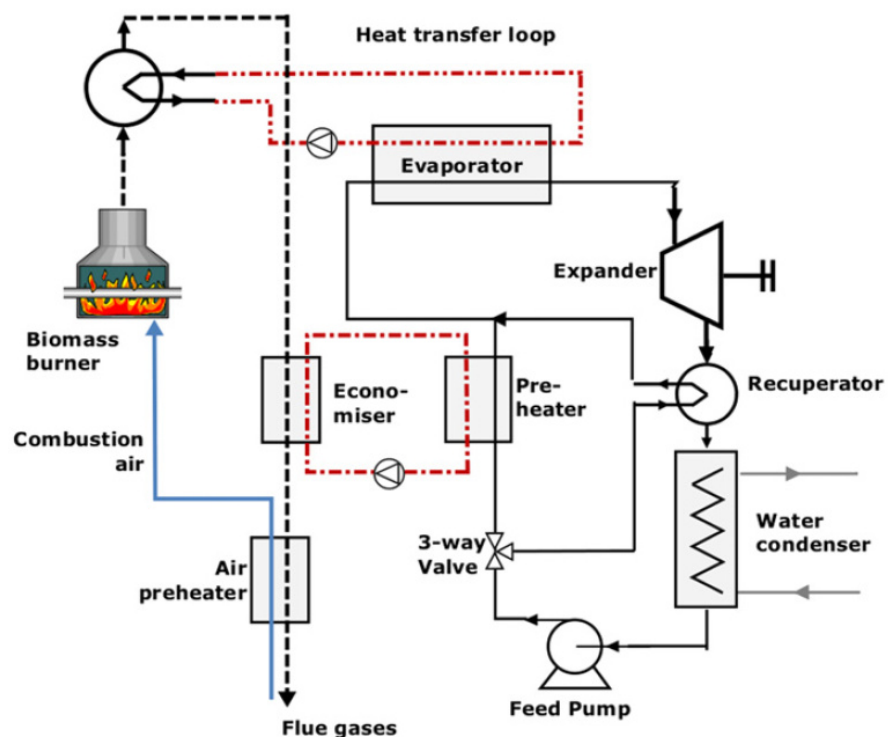 Heat transfer loop
Evaporator
Expander
Biomass
burner
Econo-
miser
Pre-
heater
Recuperator
Combustion
air
3-way
Valve
Water
condenser
Air
preheater
Feed Pump
Flue gases